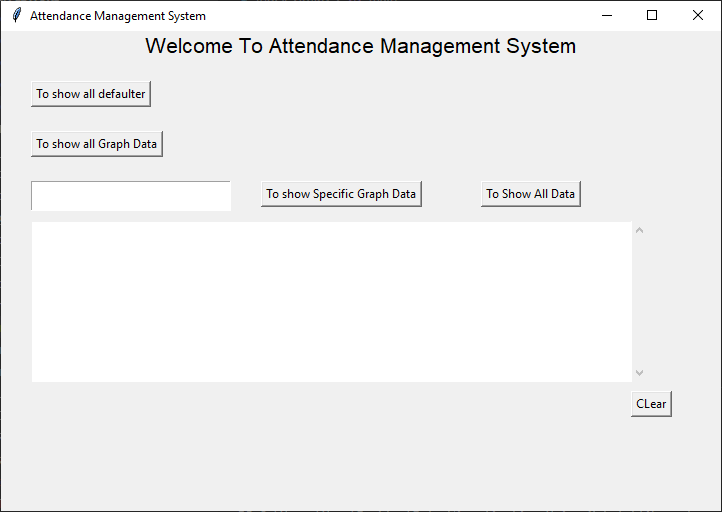 Attendance Management System
Welcome To Attendance Management System
To show all defaulter
To show all Graph Data
To show Specific Graph Data
To Show All Data
CLear